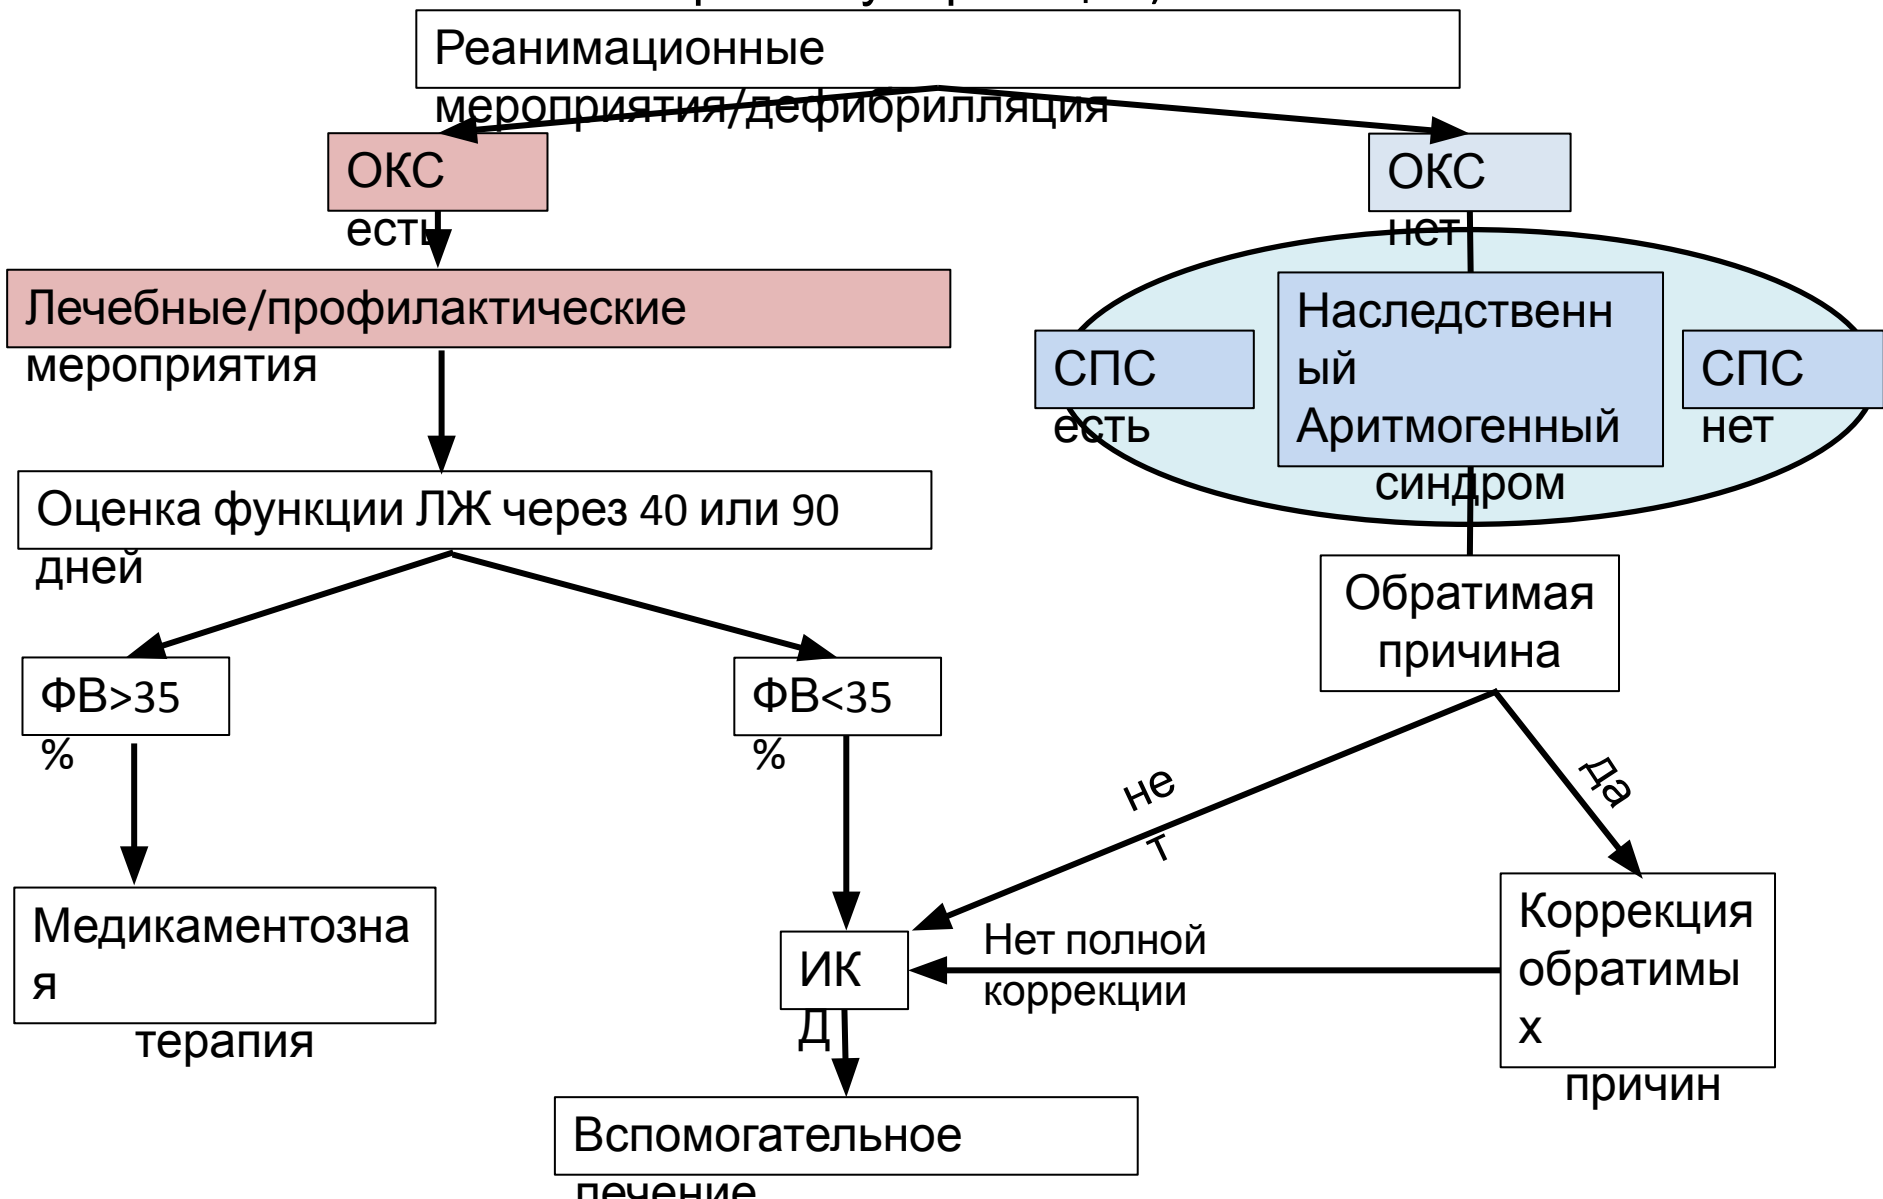 Реанимационные
мероприятия/дефибрилляция
ОКС
есть
ОКС
нет
Лечебные/профилактические
мероприятия
СПС
есть
Наследственн
ый
Аритмогенный
синдром
СПС
нет
Оценка функции ЛЖ через 40 или 90
дней
Обратимая
причина
ФВ>35
%
ФВ<35
%
не
т
да
Медикаментозна
я
терапия
ИК
Д
Нет полной
коррекции
Коррекция
обратимы
х
причин
Вспомогательное
лечение